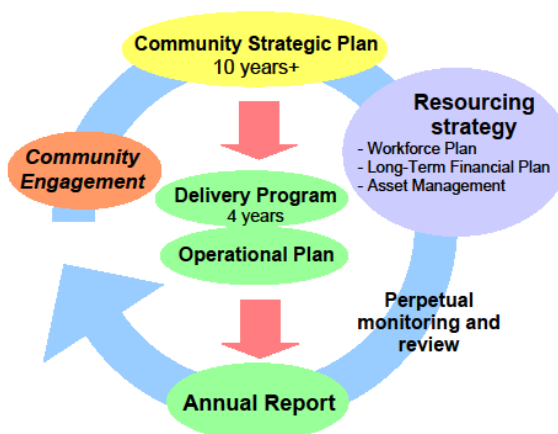 Community Strategic Plan
10 years+
Resourcing
strategy
- Workforce Plan
- Long-Term Financial Plan
- Asset Management
Community
Engagement
Delivery Program
4 years
Operational Plan
Perpetual
monitoring and
review
Annual Report